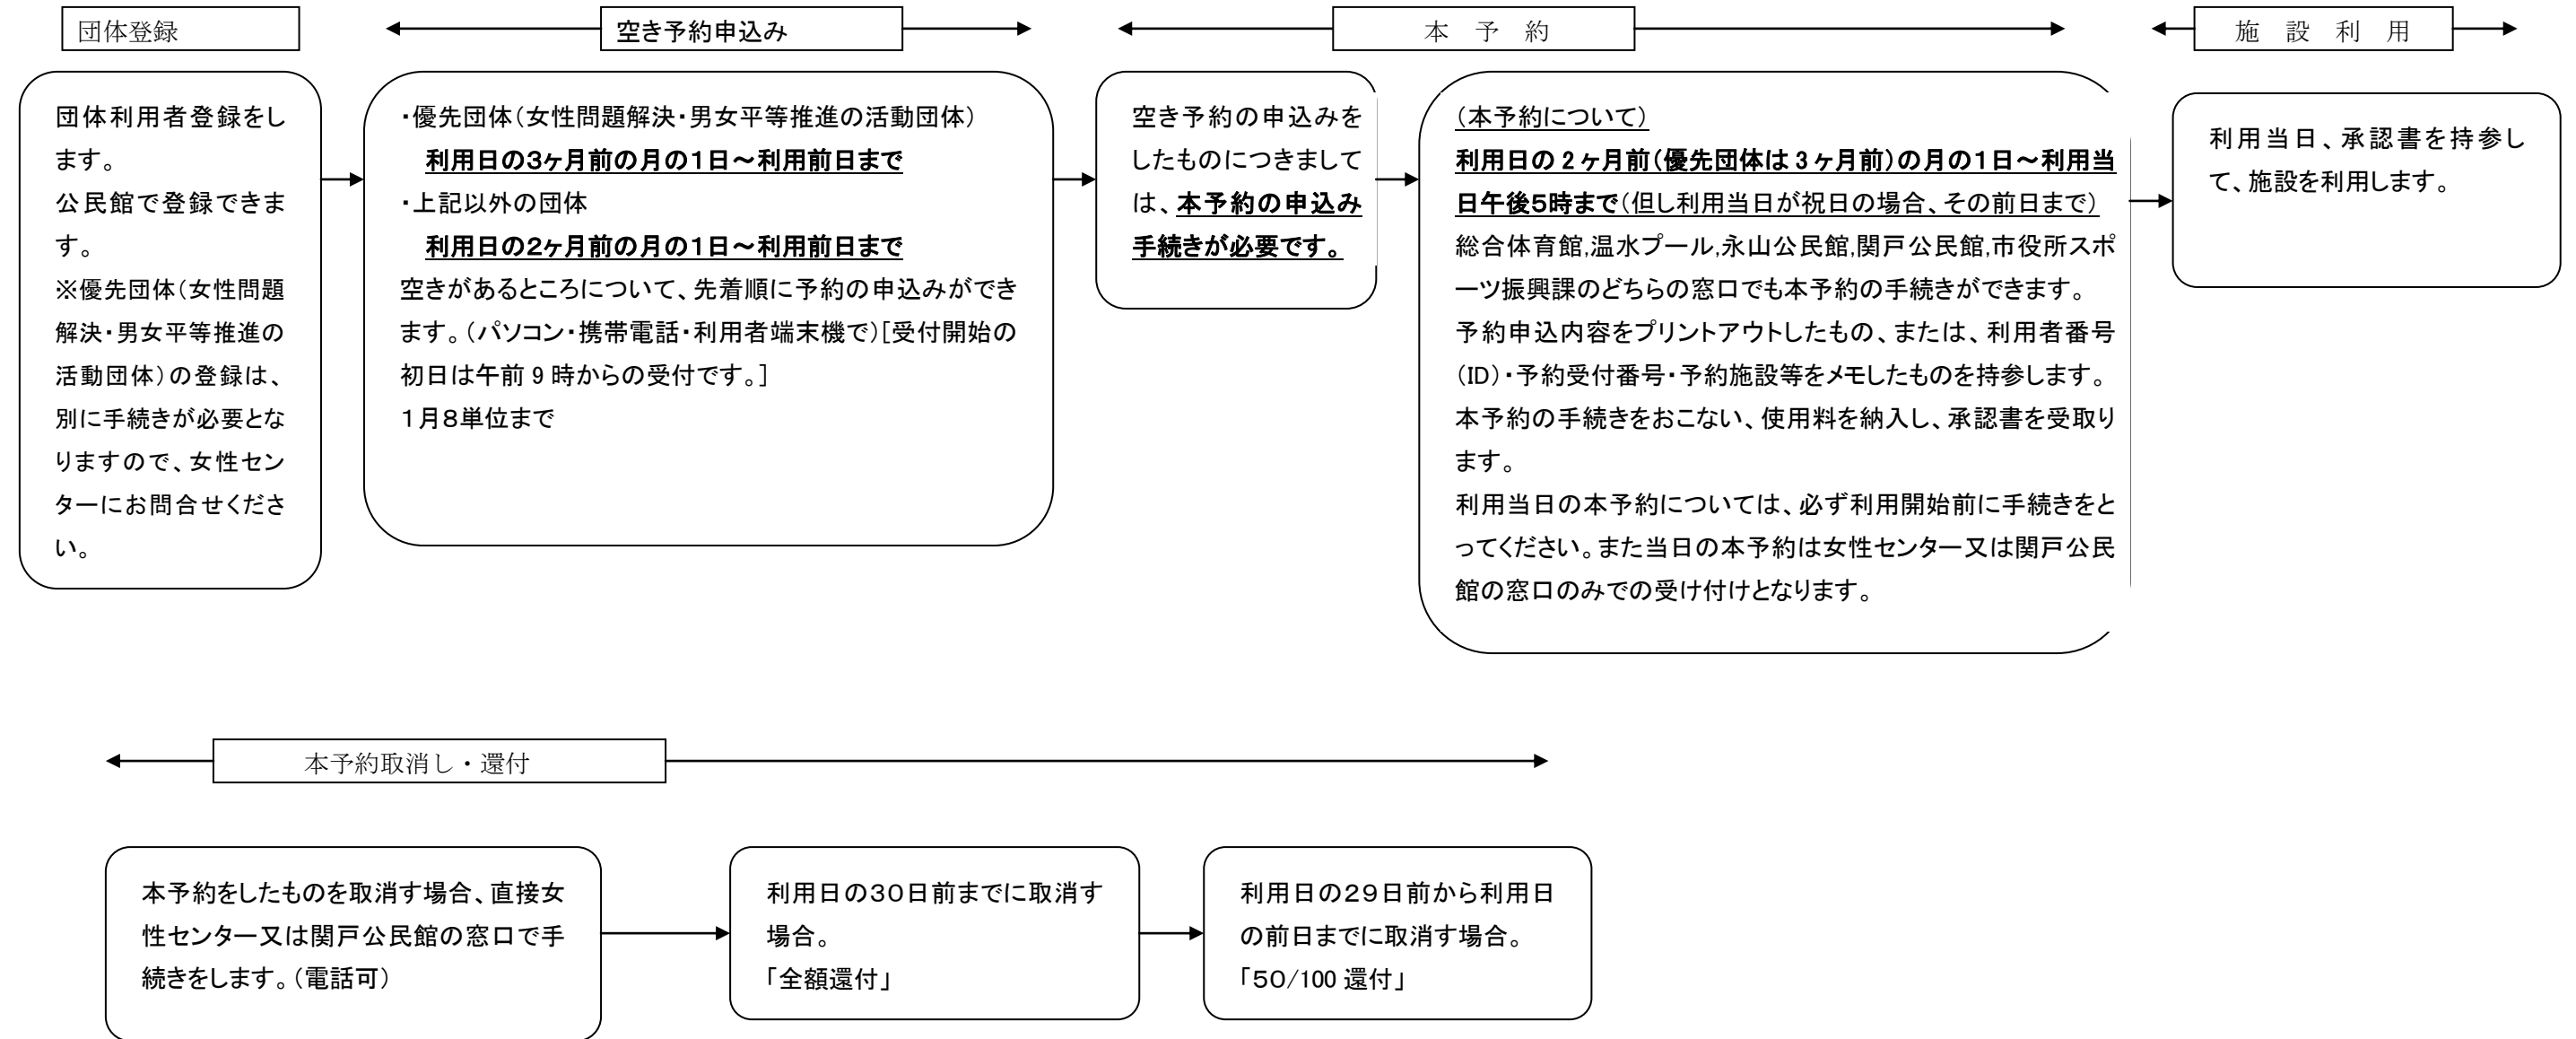 団体登録
空き予約申込み
本　予　約
施　設　利　用
団体利用者登録をし
ます。
公民館で登録できま
す。
※優先団体(女性問題
解決・男女平等推進の
活動団体)の登録は、
別に手続きが必要とな
りますので、女性セン
ターにお問合せくださ
い。
・優先団体(女性問題解決・男女平等推進の活動団体)
利用日の3ヶ月前の月の1日～利用前日まで
・上記以外の団体
利用日の2ヶ月前の月の1日～利用前日まで
空きがあるところについて、先着順に予約の申込みができ
ます。(パソコン・携帯電話・利用者端末機で)[受付開始の
初日は午前9時からの受付です。]
1月8単位まで
空き予約の申込みを
したものにつきまして
は、本予約の申込み
手続きが必要です。
(本予約について)
利用日の2ヶ月前(優先団体は3ヶ月前)の月の1日～利用当
日午後5時まで(但し利用当日が祝日の場合、その前日まで)
総合体育館,温水プール,永山公民館,関戸公民館,市役所スポ
ーツ振興課のどちらの窓口でも本予約の手続きができます。
予約申込内容をプリントアウトしたもの、または、利用者番号
(ID)・予約受付番号・予約施設等をメモしたものを持参します。
本予約の手続きをおこない、使用料を納入し、承認書を受取り
ます。
利用当日の本予約については、必ず利用開始前に手続きをと
ってください。また当日の本予約は女性センター又は関戸公民
館の窓口のみでの受け付けとなります。
利用当日、承認書を持参し
て、施設を利用します。
本予約取消し・還付
本予約をしたものを取消す場合、直接女
性センター又は関戸公民館の窓口で手
続きをします。(電話可)
利用日の30日前までに取消す
場合。
「全額還付」
利用日の29日前から利用日
の前日までに取消す場合。
「50/100還付」